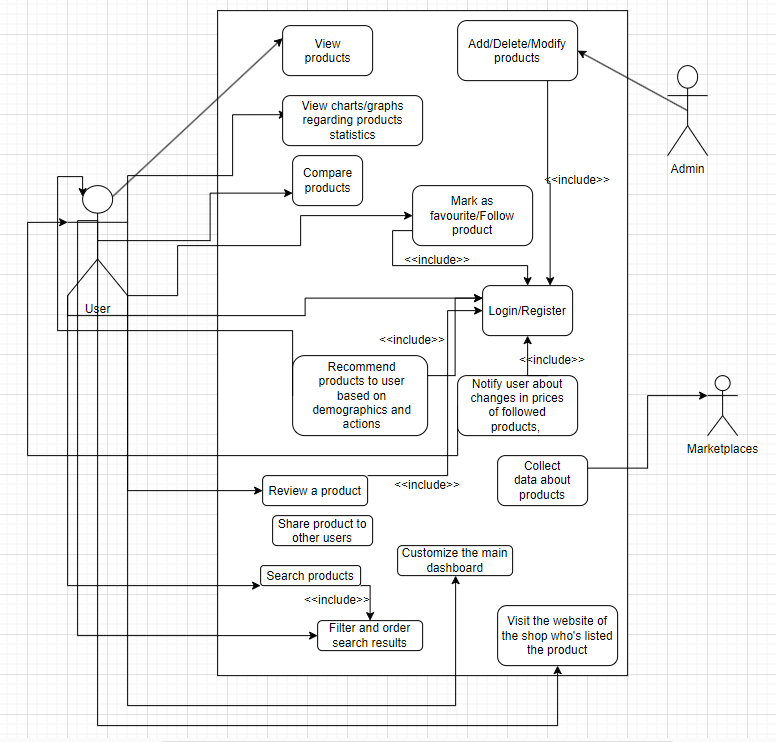 View
products
Add/Delete/Modify
products
View charts/graphs
regarding products
statistics
Admin
Compare
products
<<include>>
Mark as
favourite/Follow
product
<<include>>
User
Login/Register
<<include>>
<<include>>
Recommend
products to user
based on
demographics and
actions
Notify user about
changes in prices
of followed
products,
Marketplaces
Collect
data about
products
Review a product
<<include>>
Share product to
other users
Customize the main
dashboard
Search products
<<include>>
Filter and order
search results
Visit the website of
the shop who's listed
the product